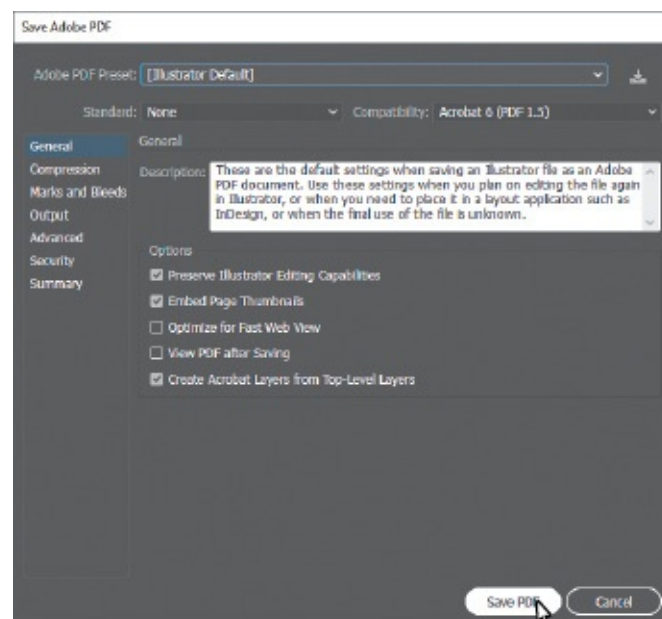 Save Adobe PDF
Adobe PDF Preset: [Illustrator Default]
Standard: None Compatibility: Acrobat 6 (PDF 1.5)
General
Compression
Marks and Bleeds
Output
Advanced
Security
Summary
General
Description: These are the default settings when saving an Illustrator file as an Adobe
PDF document. Use these settings when you plan on editing the file again
in Illustrator, or when you need to place it in a layout application such as
InDesign, or when the final use of the file is unknown.
Options
Preserve Illustrator Editing Capabilities
Embed Page Thumbnails
Optimize for Fast Web View
View PDF after Saving
Create Acrobat Layers from Top-Level Layers
Save PDF Cancel